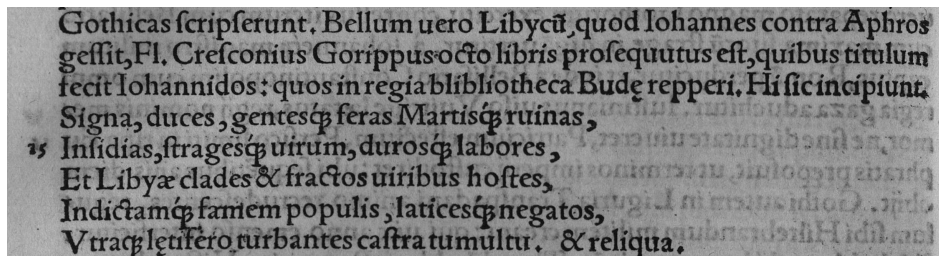 Gothicas ſcripſerunt. Bellum uero Libycũ, quod Iohannes contra Aphros
geſſit, Fl. Creſconius Gorippus octo libris proſequutus eſt, quibus titulum
fecit Iohannidos: quos in regia blibliotheca Budę repperi. Hi ſic incipiunt.
Signa, duces, gentesq́ꝫ feras Martisq́ꝫ ruinas,
15 Inſidias, ſtragesq́ꝫ uirum, durosq́ꝫ labores,
Et Libyæ clades & fractos uiribus hoſtes,
Indictamq́ꝫ famem populis, laticesq́ꝫ negatos,
Vtraqꝫ lętifero turbantes caſtra tumultu. & reliqua.